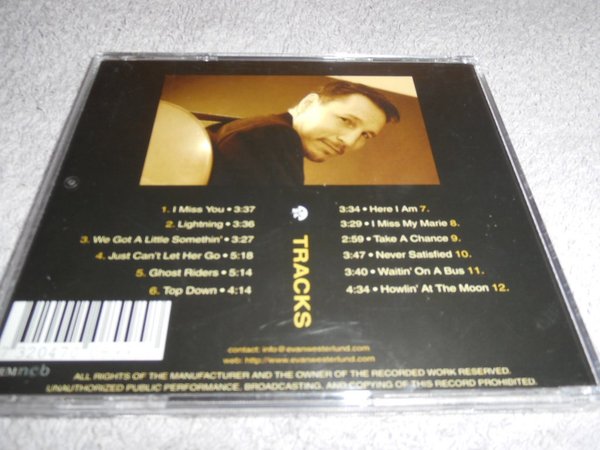 1. I Miss You • 3:37
2. Lightning • 3:36
3. We Got A Little Somethin' • 3:27
4. Just Can't Let Her Go • 5:18
5. Ghost Riders • 5:14
6. Top Down • 4:14
TRACKS
3:34 • Here I Am 7.
3:29 • I Miss My Marie 8.
2:59 • Take A Chance 9.
3:47 • Never Satisfied 10.
3:40 • Waitin' On A Bus 11.
4:34 • Howlin' At The Moon 12.
contact: info@evanwesterlund.com
web: http://www.evanwesterlund.com
ncb
ALL RIGHTS OF THE MANUFACTURER AND THE OWNER OF THE RECORDED WORK RESERVED.
UNAUTHORIZED PUBLIC PERFORMANCE, BROADCASTING, AND COPYING OF THIS RECORD PROHIBITED.